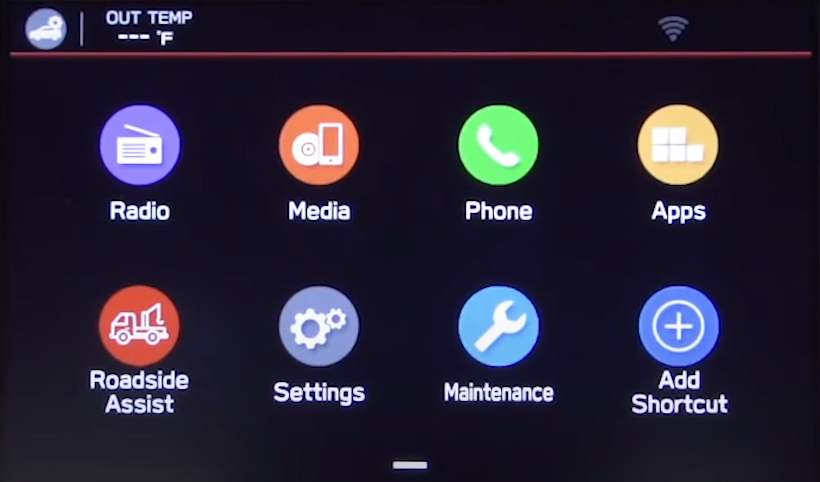 OUT TEMP
--- °F
Radio
Media
Phone
Apps
Roadside
Assist
Settings
Maintenance
Add
Shortcut